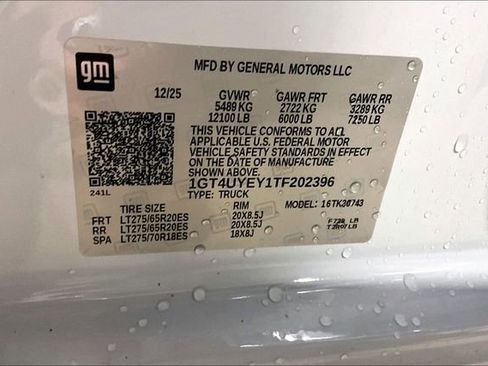 gm
MFD BY GENERAL MOTORS LLC
12/25 GVWR GAWR FRT GAWR RR
5489 KG 2722 KG 3289 KG
12100 LB 6000 LB 7250 LB
THIS VEHICLE CONFORMS TO ALL
APPLICABLE U.S. FEDERAL MOTOR
VEHICLE SAFETY STANDARDS IN EFFECT
ON THE DATE OF MANUFACTURE
SHOWN ABOVE.
1GT4UYEY1TF202396
241L TYPE: TRUCK MODEL: 16TK20743
TIRE SIZE RIM
FRT LT275/65R20ES 20X8.5J
RR LT275/65R20ES 20X8.5J
SPA LT275/70R18ES 18X8J
LB
LB